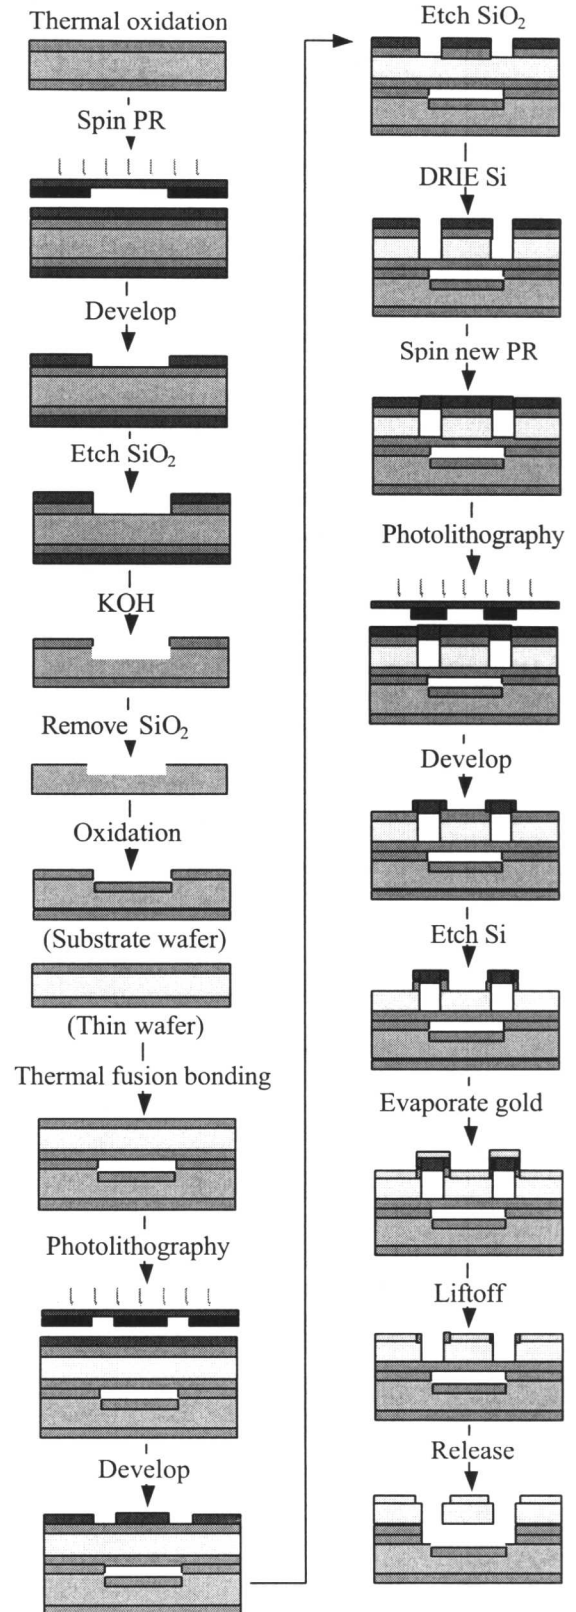 Thermal oxidation
Spin PR
Develop
Etch SiO₂
KOH
Remove SiO₂
Oxidation
(Substrate wafer)
(Thin wafer)
Thermal fusion bonding
Photolithography
Develop
Etch SiO₂
DRIE Si
Spin new PR
Photolithography
Develop
Etch Si
Evaporate gold
Liftoff
Release